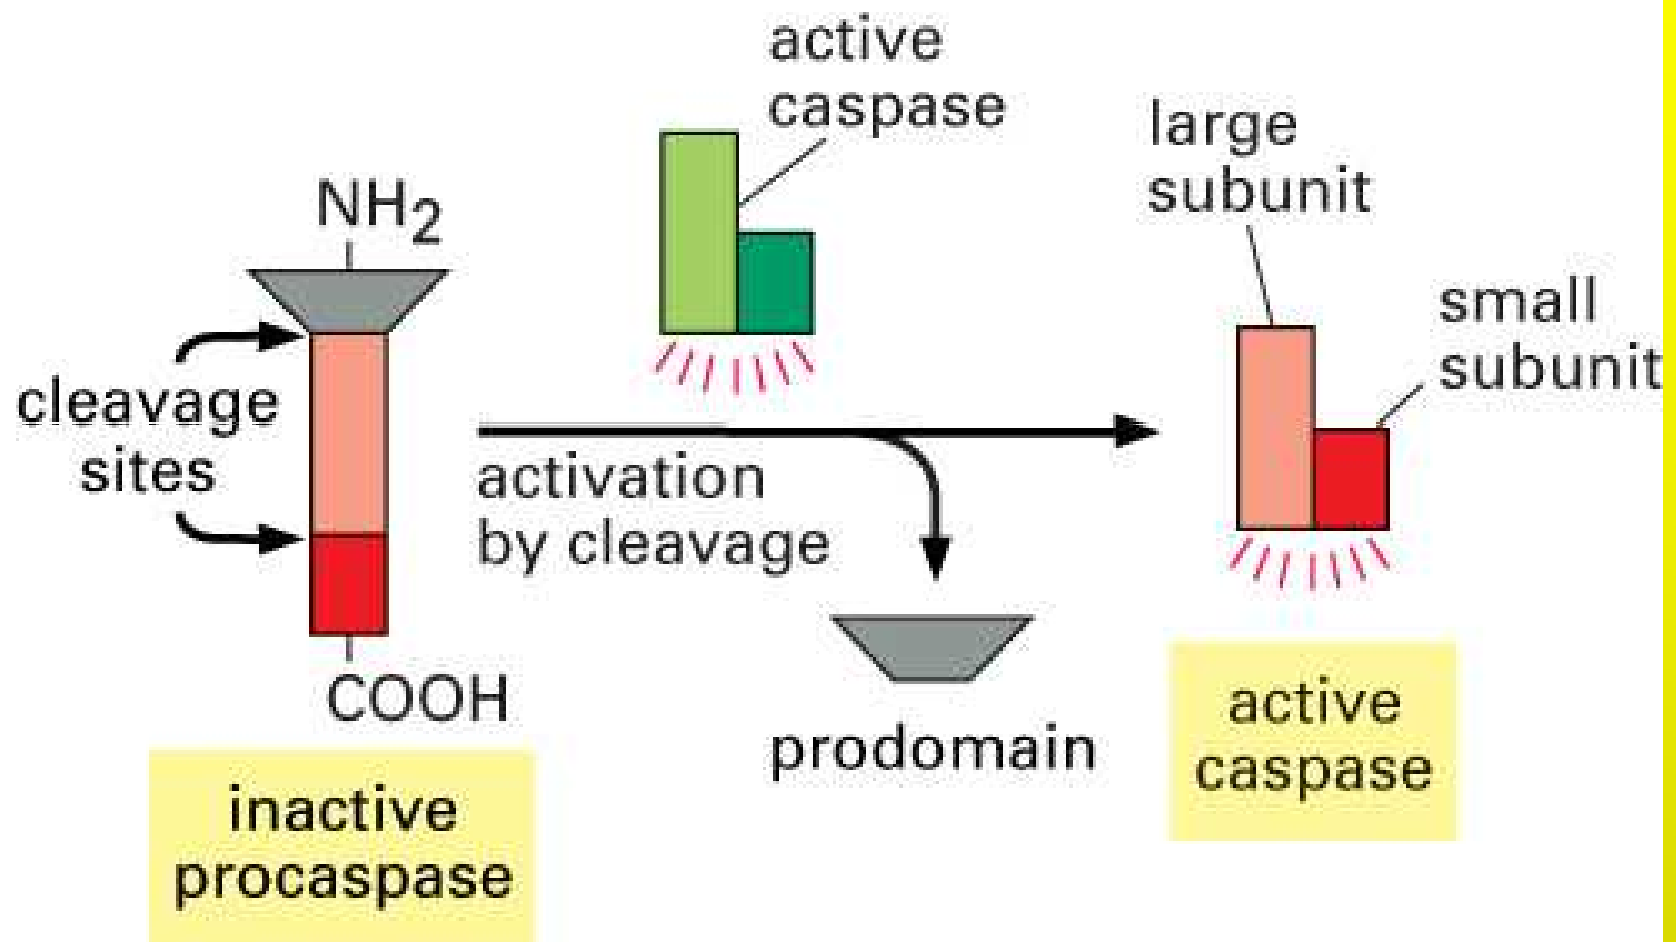 active
caspase
large
subunit
NH2
small
subunit
cleavage
sites
activation
by cleavage
COOH
prodomain
active
caspase
inactive
procaspase